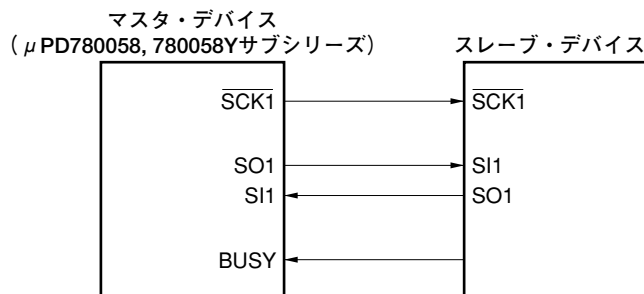 マスタ・デバイス
（μPD780058, 780058Yサブシリーズ）
スレーブ・デバイス
SCK1
SCK1
SO1
SI1
SI1
SO1
BUSY